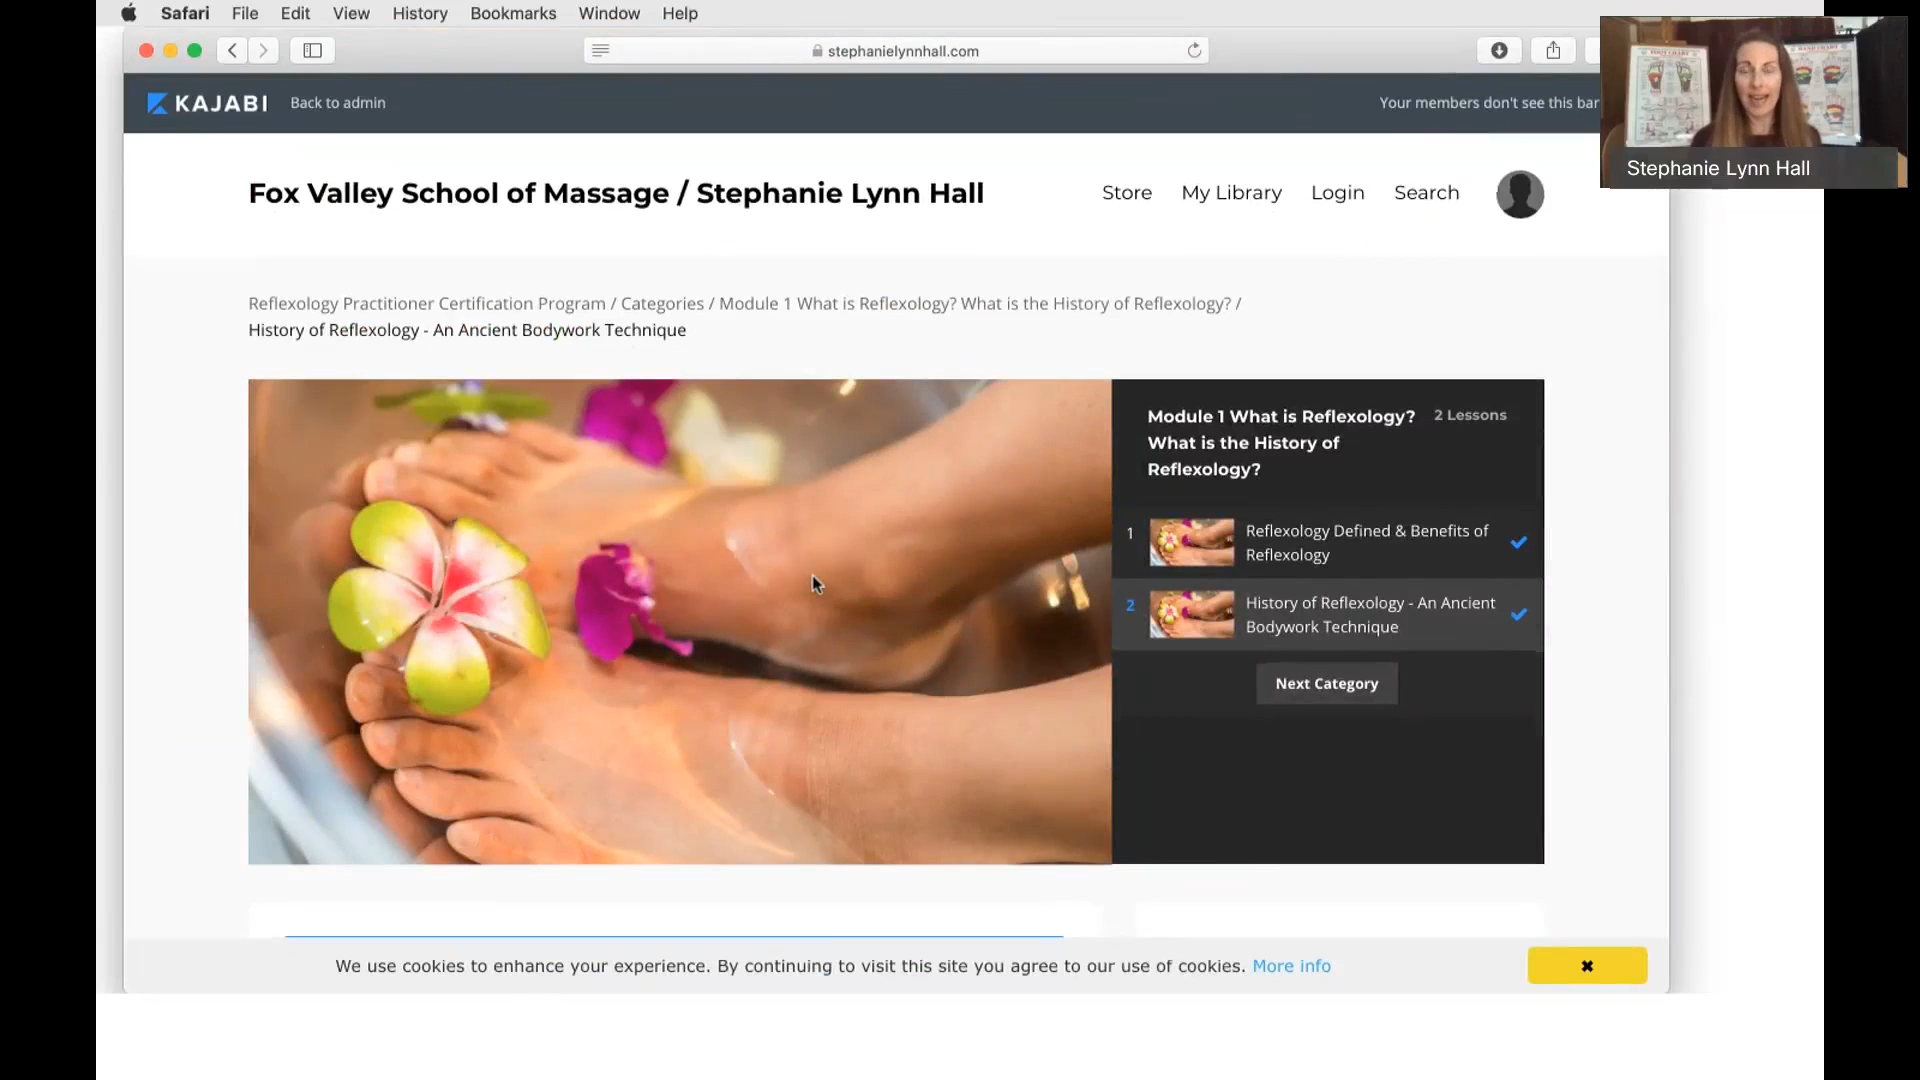 Safari File Edit View History Bookmarks Window Help
stephanielynnhall.com
KAJABI Back to admin
Your members don't see this bar
Stephanie Lynn Hall
Fox Valley School of Massage / Stephanie Lynn Hall
Store My Library Login Search
Reflexology Practitioner Certification Program / Categories / Module 1 What is Reflexology? What is the History of Reflexology? /
History of Reflexology - An Ancient Bodywork Technique
Module 1 What is Reflexology? 2 Lessons
What is the History of
Reflexology?
1 Reflexology Defined & Benefits of
Reflexology
2 History of Reflexology - An Ancient
Bodywork Technique
Next Category
We use cookies to enhance your experience. By continuing to visit this site you agree to our use of cookies. More info